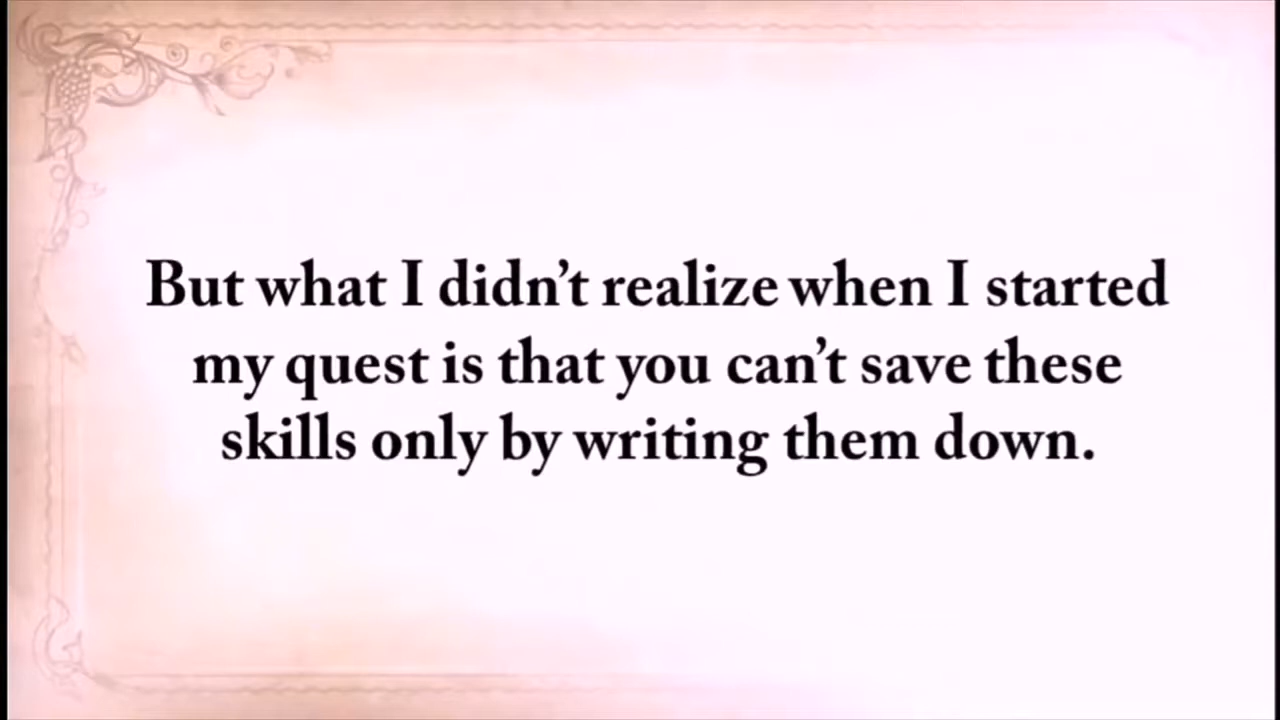 But what I didn’t realize when I started
my quest is that you can’t save these
skills only by writing them down.